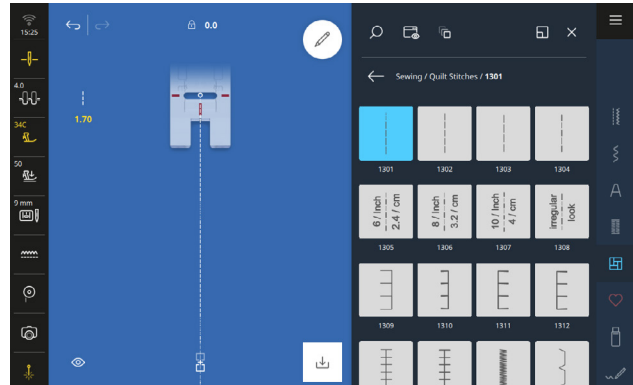 15:25
0.0
4.0
1.70
34C
50
9 mm
Sewing / Quilt Stitches / 1301
1301
1302
1303
1304
6 / Inch
2.4 / cm
8 / Inch
3.2 / cm
10 / Inch
4 / cm
irregular
look
1305
1306
1307
1308
1309
1310
1311
1312